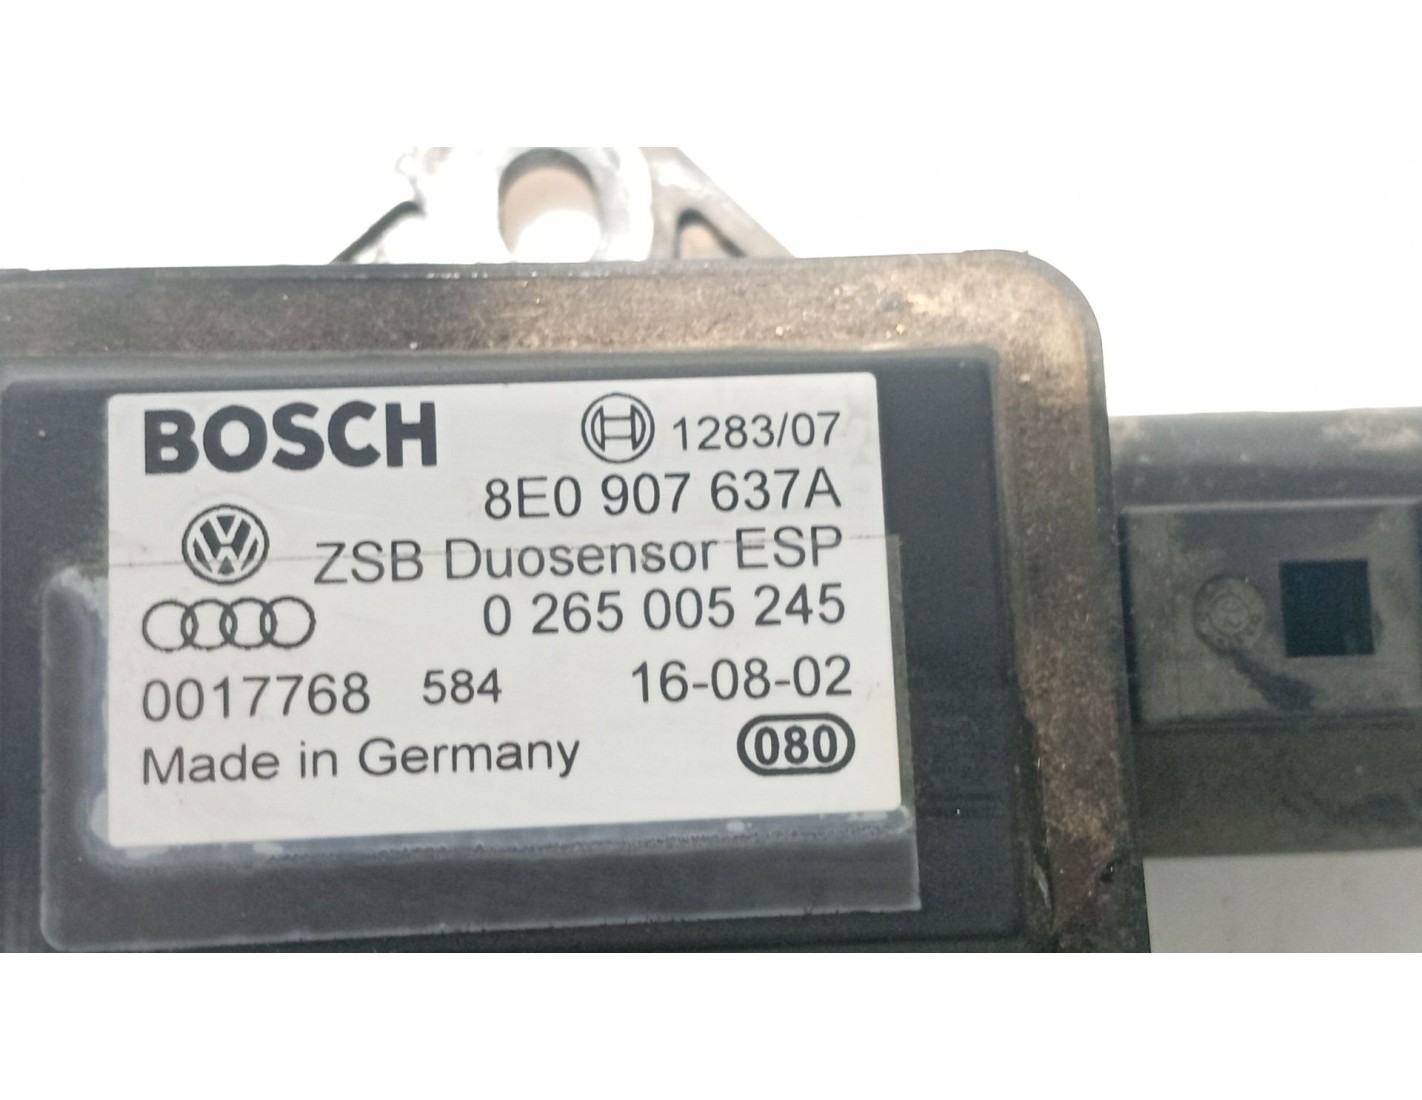 BOSCH 1283/07
8E0 907 637A
ZSB Duosensor ESP
0 265 005 245
0017768 584 16-08-02
Made in Germany 080